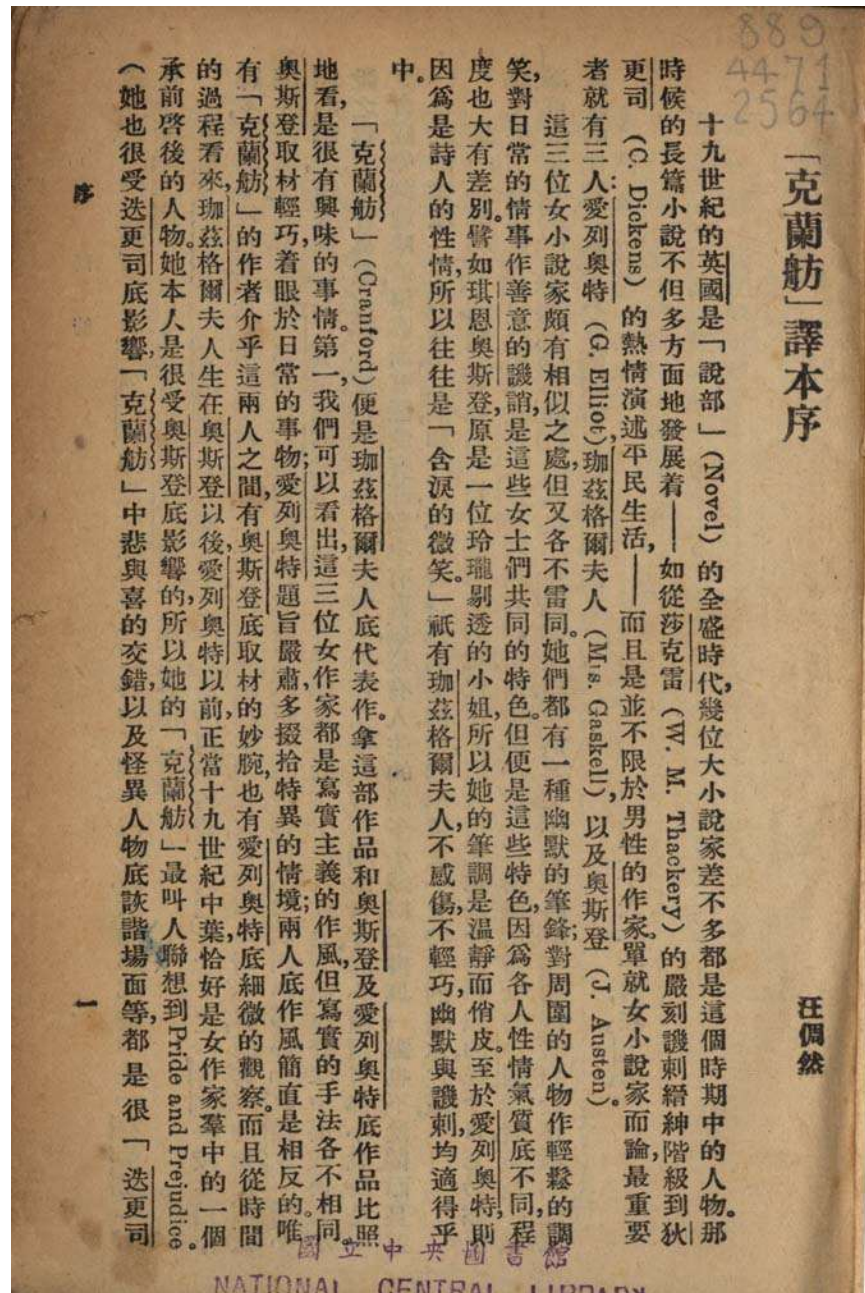 889
4471
2564
「克蘭舫」譯本序
汪倜然
十九世紀的英國是「說部」(Novel)的全盛時代,幾位大小說家差不多都是這個時期中的人物。那
時候的長篇小說不但多方面地發展着——如從莎克雷(W. M. Thackery)的嚴刻譏刺縉紳階級到狄
更司(C. Dickens)的熱情演述平民生活,——而且是並不限於男性的作家。單就女小說家而論,最重要
者就有三人:愛列奧特(G. Elliot),珈茲格爾夫人(Mrs. Gaskell),以及奧斯登(J. Austen)。
這三位女小說家頗有相似之處,但又各不雷同。她們都有一種幽默的筆鋒;對周圍的人物作輕鬆的調
笑,對日常的情事作善意的譏誚,是這些女士們共同的特色。但便是這些特色,因爲各人性情氣質底不同,程
度也大有差別。譬如琪恩奧斯登,原是一位玲瓏剔透的小姐,所以她的筆調是溫靜而俏皮。至於愛列奧特,則
因爲是詩人的性情,所以往往是「含淚的微笑。」祇有珈茲格爾夫人,不感傷,不輕巧,幽默與譏刺,均適得乎
中。
「克蘭舫」(Cranford)便是珈茲格爾夫人底代表作。拿這部作品和奧斯登及愛列奧特底作品比照
地看,是很有興味的事情。第一,我們可以看出,這三位女作家都是寫實主義的作風,但寫實的手法各不相同。
奧斯登取材輕巧,着眼於日常的事物;愛列奧特題旨嚴肅,多掇拾特異的情境;兩人底作風簡直是相反的。唯
有「克蘭舫」的作者介乎這兩人之間,有奧斯登底取材的妙腕,也有愛列奧特底細微的觀察。而且從時間
的過程看來,珈茲格爾夫人生在奧斯登以後,愛列奧特以前,正當十九世紀中葉,恰好是女作家羣中的一個
承前啓後的人物。她本人是很受奧斯登底影響的,所以她的「克蘭舫」最叫人聯想到Pride and Prejudice。
(她也很受迭更司底影響,「克蘭舫」中悲與喜的交錯,以及怪異人物底詼諧場面等,都是很「迭更司
序
一
國立中央圖書館
NATIONAL CENTRAL LIBRARY